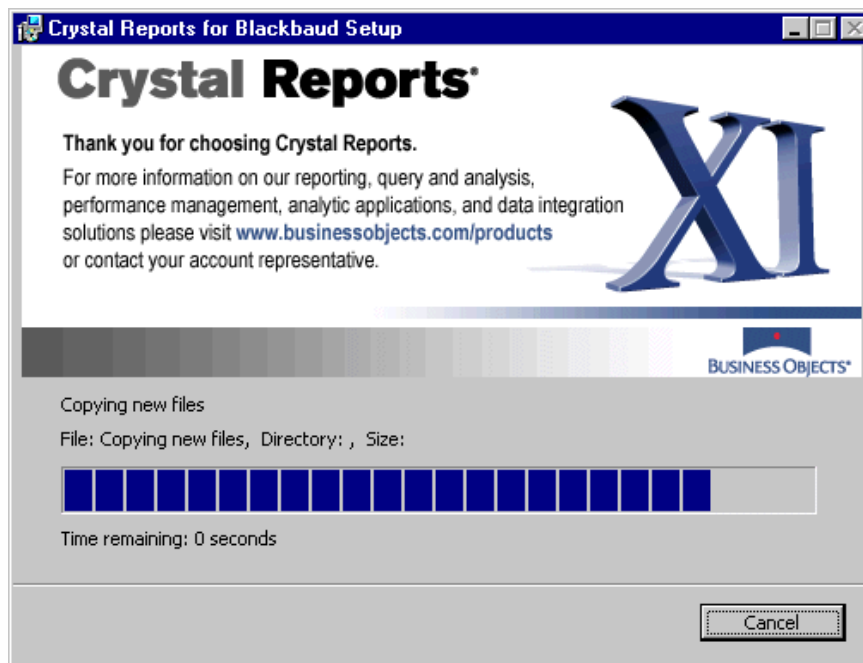 Crystal Reports for Blackbaud Setup
Crystal Reports®
Thank you for choosing Crystal Reports.
For more information on our reporting, query and analysis,
performance management, analytic applications, and data integration
solutions please visit www.businessobjects.com/products
or contact your account representative.
XI
BUSINESS OBJECTS®
Copying new files
File: Copying new files, Directory: , Size:
Time remaining: 0 seconds
Cancel